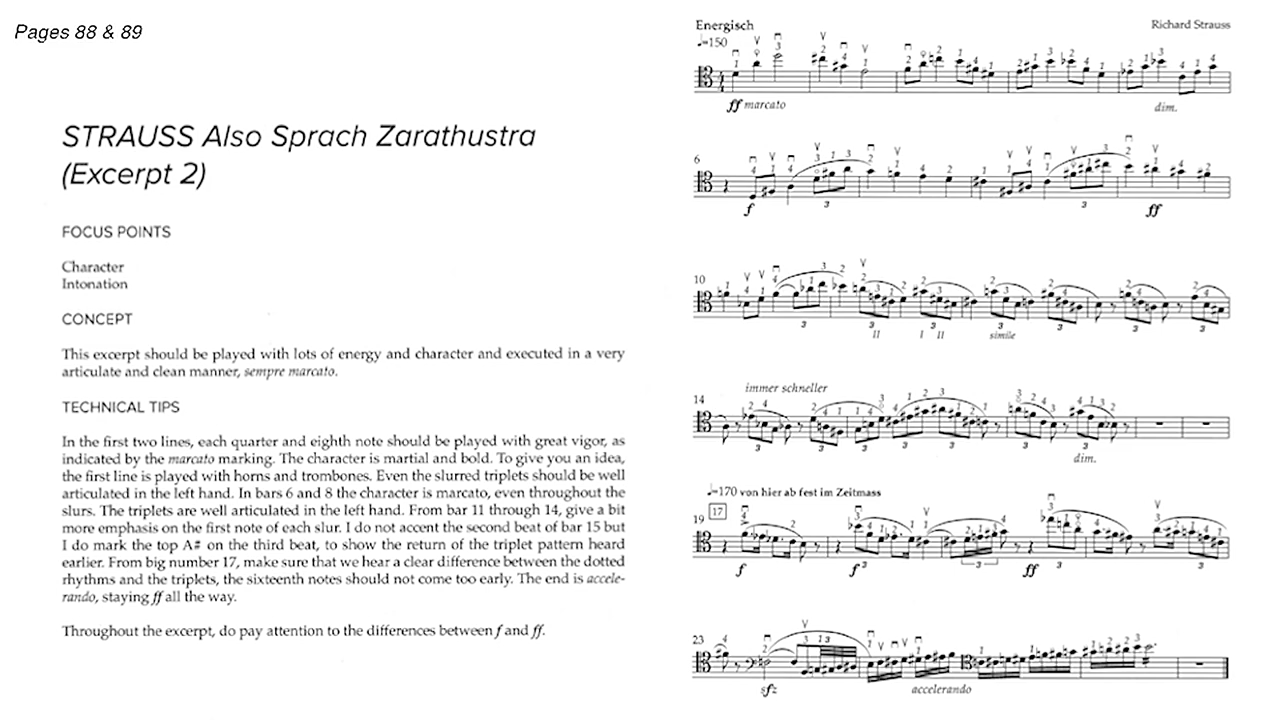 Pages 88 & 89
STRAUSS Also Sprach Zarathustra
(Excerpt 2)
FOCUS POINTS
Character
Intonation
CONCEPT
This excerpt should be played with lots of energy and character and executed in a very
articulate and clean manner, sempre marcato.
TECHNICAL TIPS
In the first two lines, each quarter and eighth note should be played with great vigor, as
indicated by the marcato marking. The character is martial and bold. To give you an idea,
the first line is played with horns and trombones. Even the slurred triplets should be well
articulated in the left hand. In bars 6 and 8 the character is marcato, even throughout the
slurs. The triplets are well articulated in the left hand. From bar 11 through 14, give a bit
more emphasis on the first note of each slur. I do not accent the second beat of bar 15 but
I do mark the top A# on the third beat, to show the return of the triplet pattern heard
earlier. From big number 17, make sure that we hear a clear difference between the dotted
rhythms and the triplets, the sixteenth notes should not come too early. The end is accele-
rando, staying ff all the way.
Throughout the excerpt, do pay attention to the differences between f and ff.
Energisch
Richard Strauss
♩=150
ff marcato
dim.
6
f
ff
10
II I II simile
14
immer schneller
dim.
♩=170 von hier ab fest im Zeitmass
17
19
f
f
ff
23
sfz
accelerando